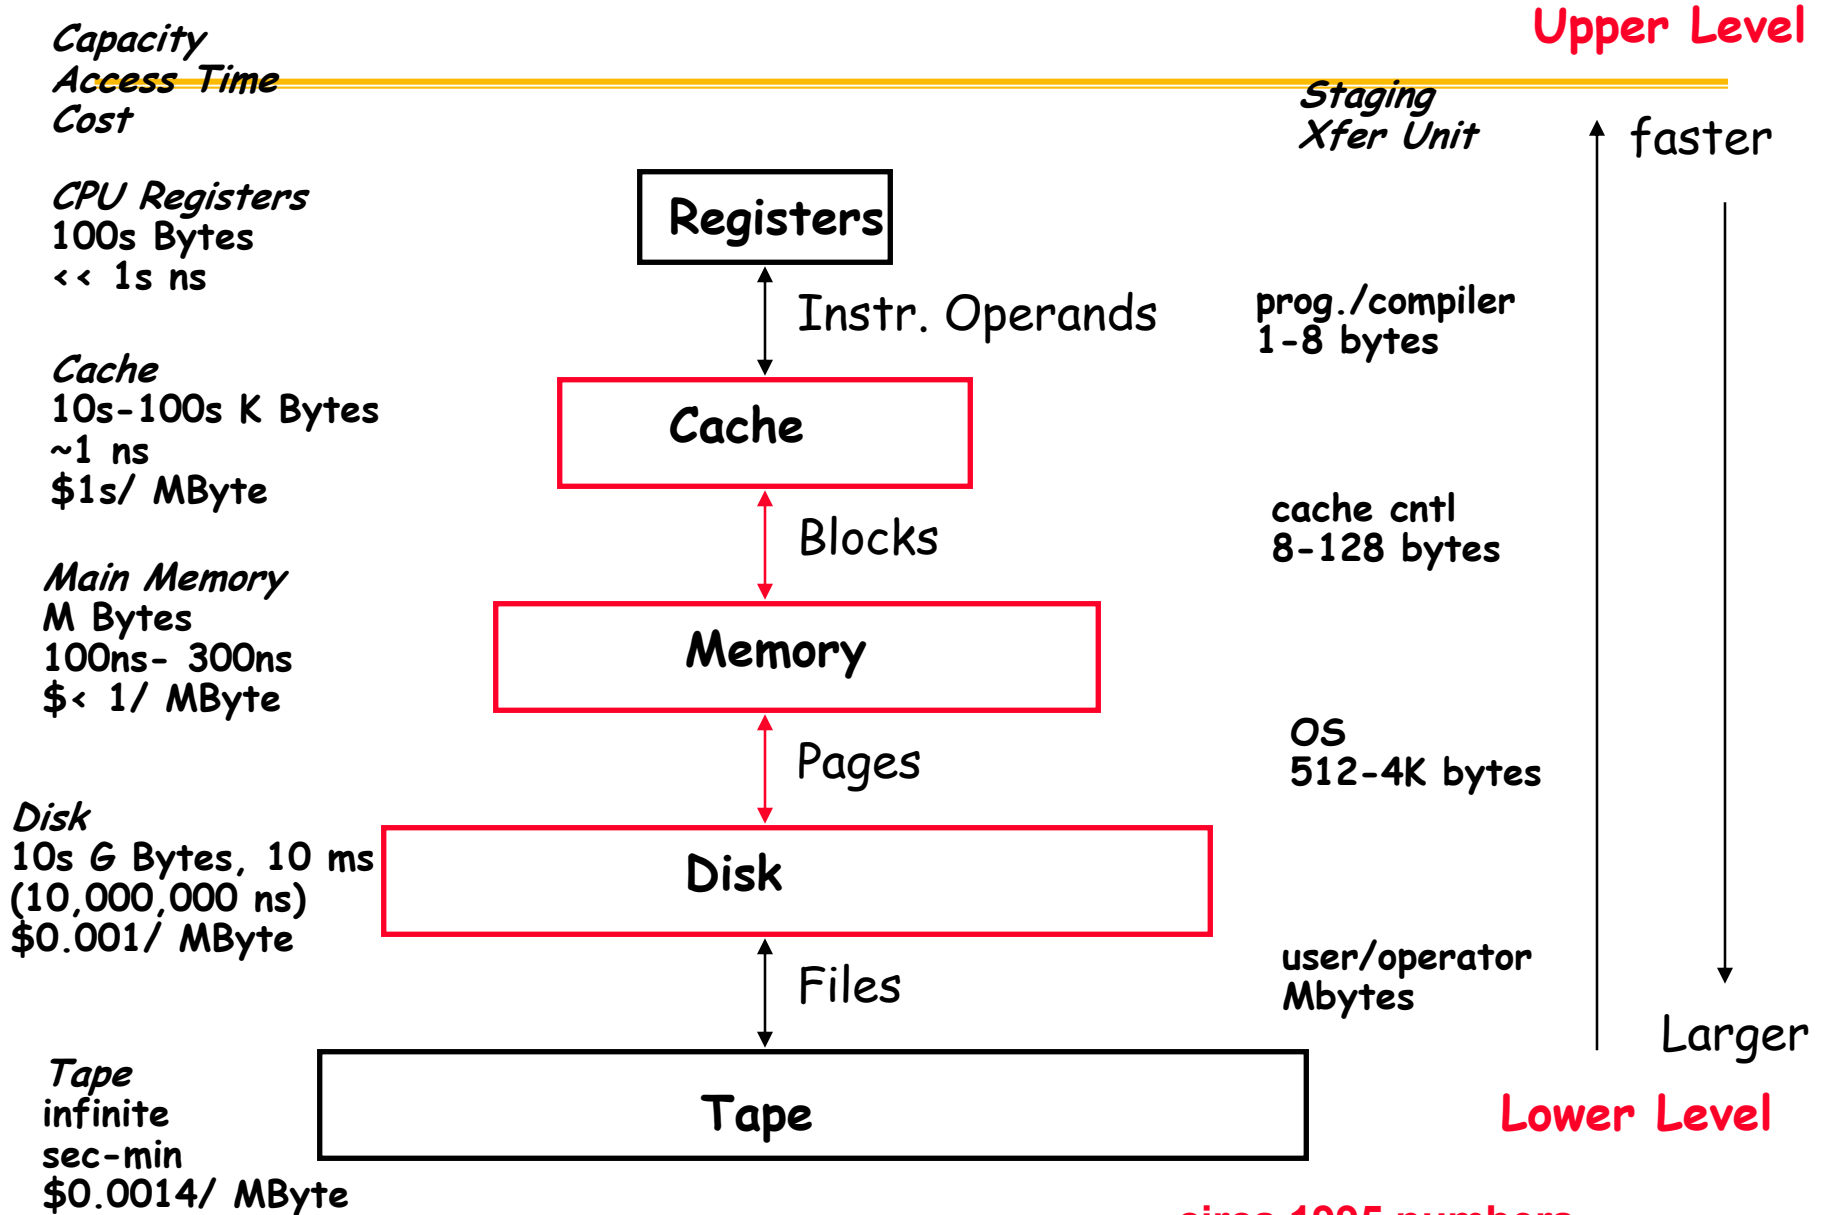 Upper Level
Capacity
Access Time
Cost
Staging
Xfer Unit
faster
CPU Registers
100s Bytes
<< 1s ns
Registers
Instr. Operands
prog./compiler
1-8 bytes
Cache
10s-100s K Bytes
~1 ns
$1s/ MByte
Cache
Blocks
cache cntl
8-128 bytes
Main Memory
M Bytes
100ns- 300ns
$< 1/ MByte
Memory
Pages
OS
512-4K bytes
Disk
10s G Bytes, 10 ms
(10,000,000 ns)
$0.001/ MByte
Disk
Files
user/operator
Mbytes
Larger
Tape
infinite
sec-min
$0.0014/ MByte
Tape
Lower Level
circa 1995 numbers